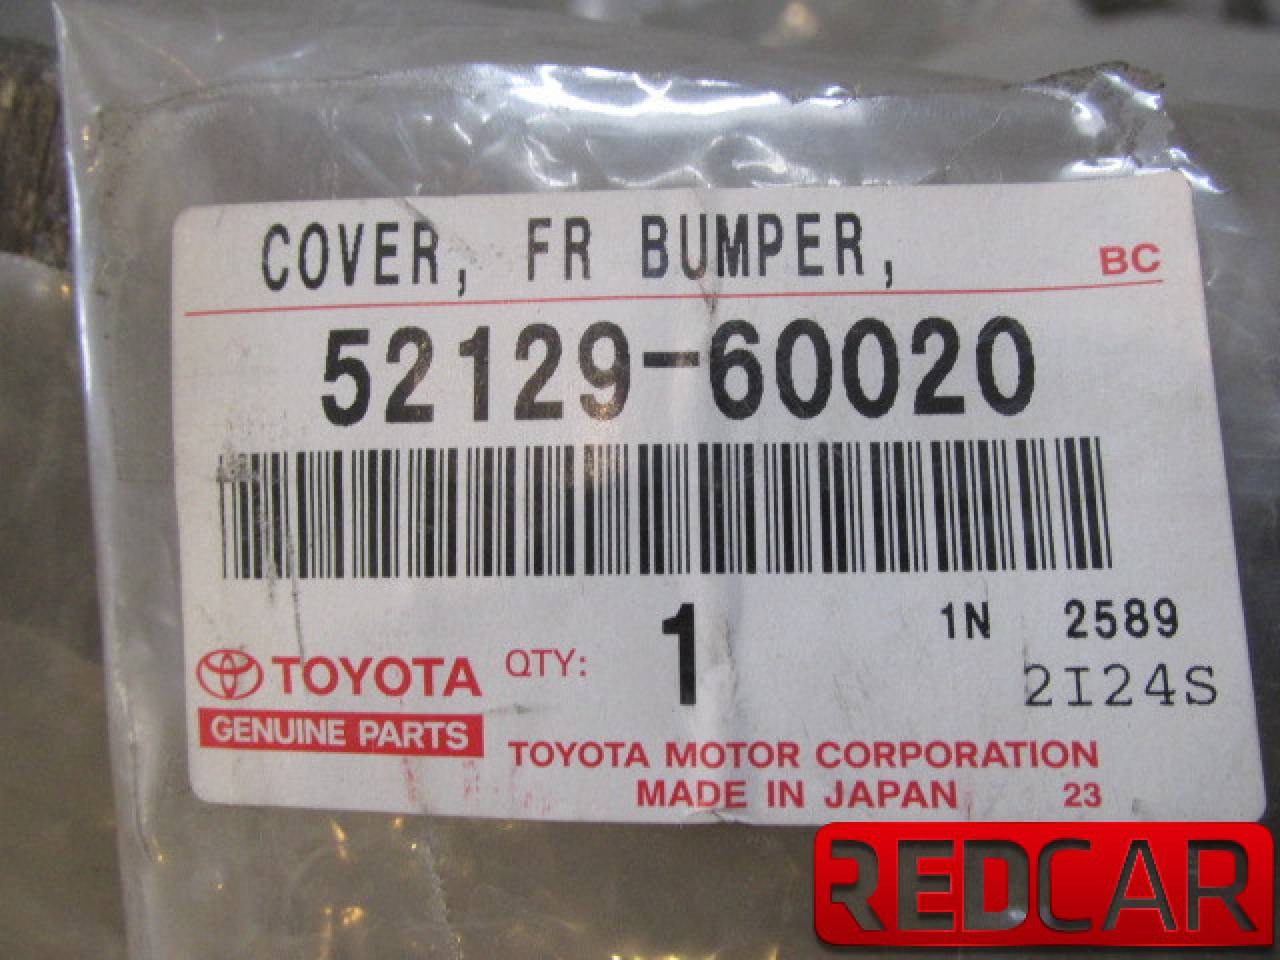 COVER, FR BUMPER,
BC
52129-60020
1N 2589
QTY: 1
2I24S
TOYOTA
GENUINE PARTS
TOYOTA MOTOR CORPORATION
MADE IN JAPAN 23
REDCAR